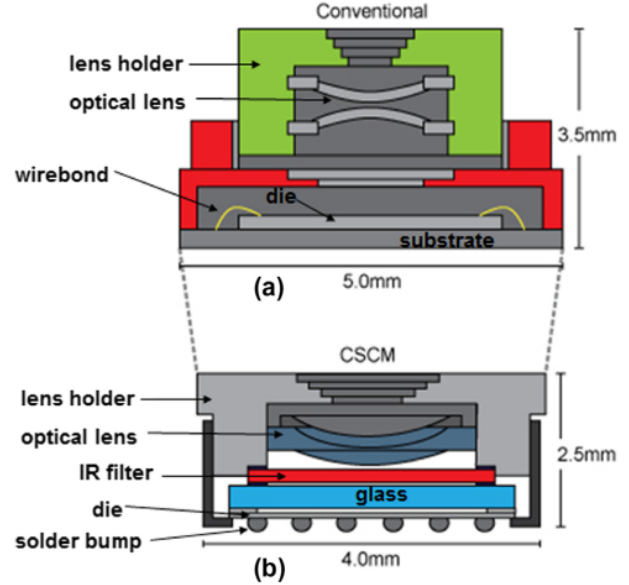 Conventional
lens holder
optical lens
3.5mm
wirebond
die
substrate
(a)
5.0mm
CSCM
lens holder
optical lens
2.5mm
IR filter
glass
die
solder bump
(b)
4.0mm